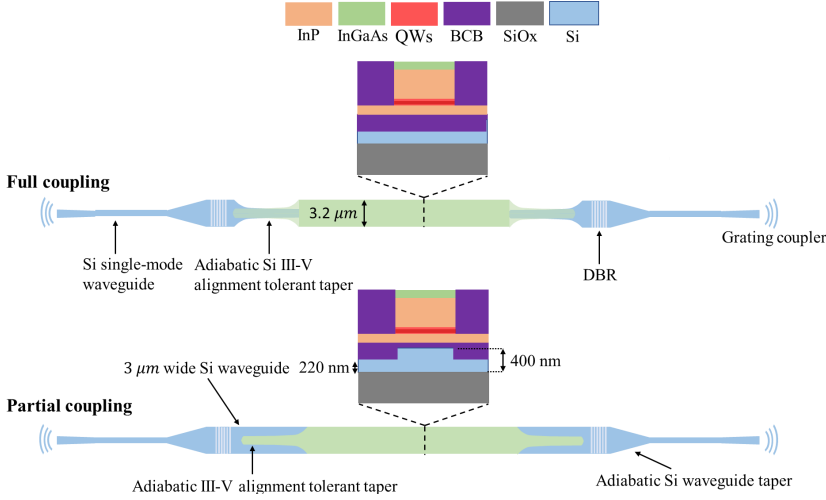 InP InGaAs QWs BCB SiOx Si
Full coupling
3.2 μm
Grating coupler
Si single-mode
waveguide
Adiabatic Si III-V
alignment tolerant taper
DBR
220 nm
400 nm
3 μm wide Si waveguide
Partial coupling
Adiabatic III-V alignment tolerant taper
Adiabatic Si waveguide taper